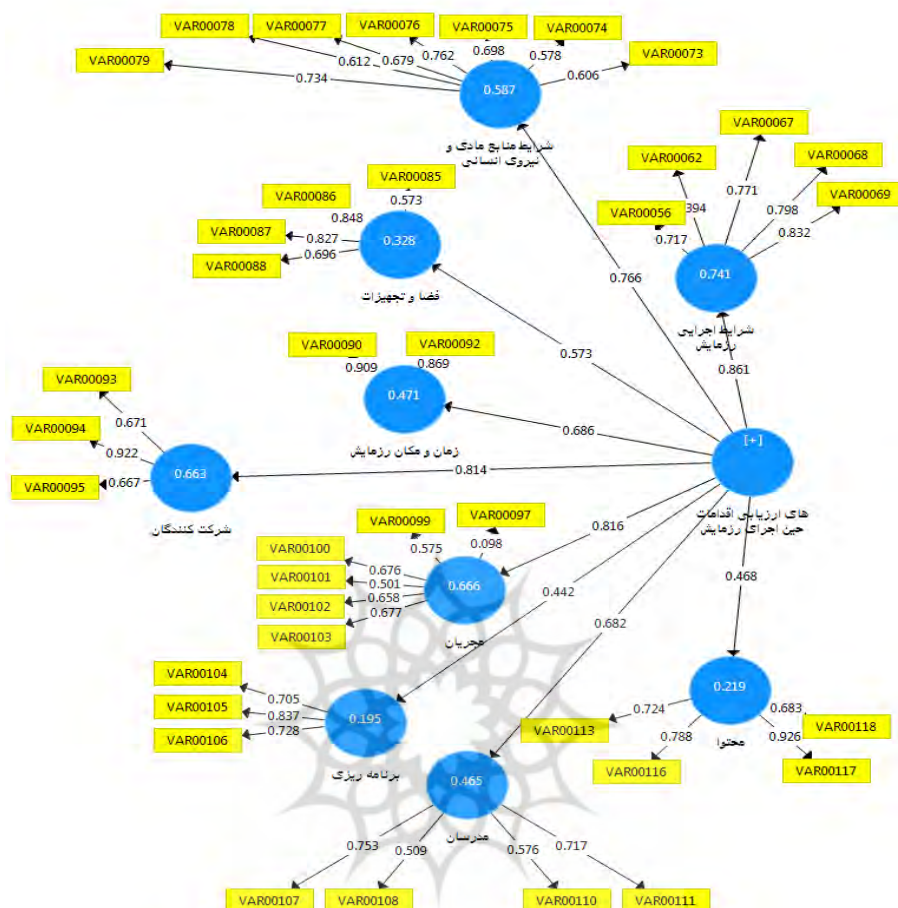 VAR00078
VAR00077
VAR00076
VAR00075
VAR00074
VAR00079
VAR00073
0.734
0.612
0.679
0.762
0.698
0.578
0.606
0.587
شرایط منابع مادی و
نیروی انسانی
VAR00067
VAR00062
VAR00068
VAR00056
VAR00069
0.717
394
0.771
0.798
0.832
0.741
شرایط اجرایی
رزمایش
VAR00085
VAR00086
VAR00087
VAR00088
0.573
0.848
0.827
0.696
0.328
فضا و تجهیزات
0.766
0.861
0.573
VAR00090
VAR00092
0.909
0.869
0.471
زمان و مکان رزمایش
0.686
VAR00093
VAR00094
VAR00095
0.671
0.922
0.667
0.663
شرکت کنندگان
0.814
[+]
های ارزیابی اقدامات
حین اجرای رزمایش
VAR00099
VAR00097
VAR00100
VAR00101
VAR00102
VAR00103
0.575
0.098
0.676
0.501
0.658
0.677
0.666
مجریان
0.816
0.442
0.682
0.468
VAR00104
VAR00105
VAR00106
0.705
0.837
0.728
0.195
برنامه ریزی
0.219
محتوا
0.724
0.788
0.683
0.926
VAR00113
VAR00116
VAR00118
VAR00117
0.465
مدرسان
0.753
0.509
0.576
0.717
VAR00107
VAR00108
VAR00110
VAR00111